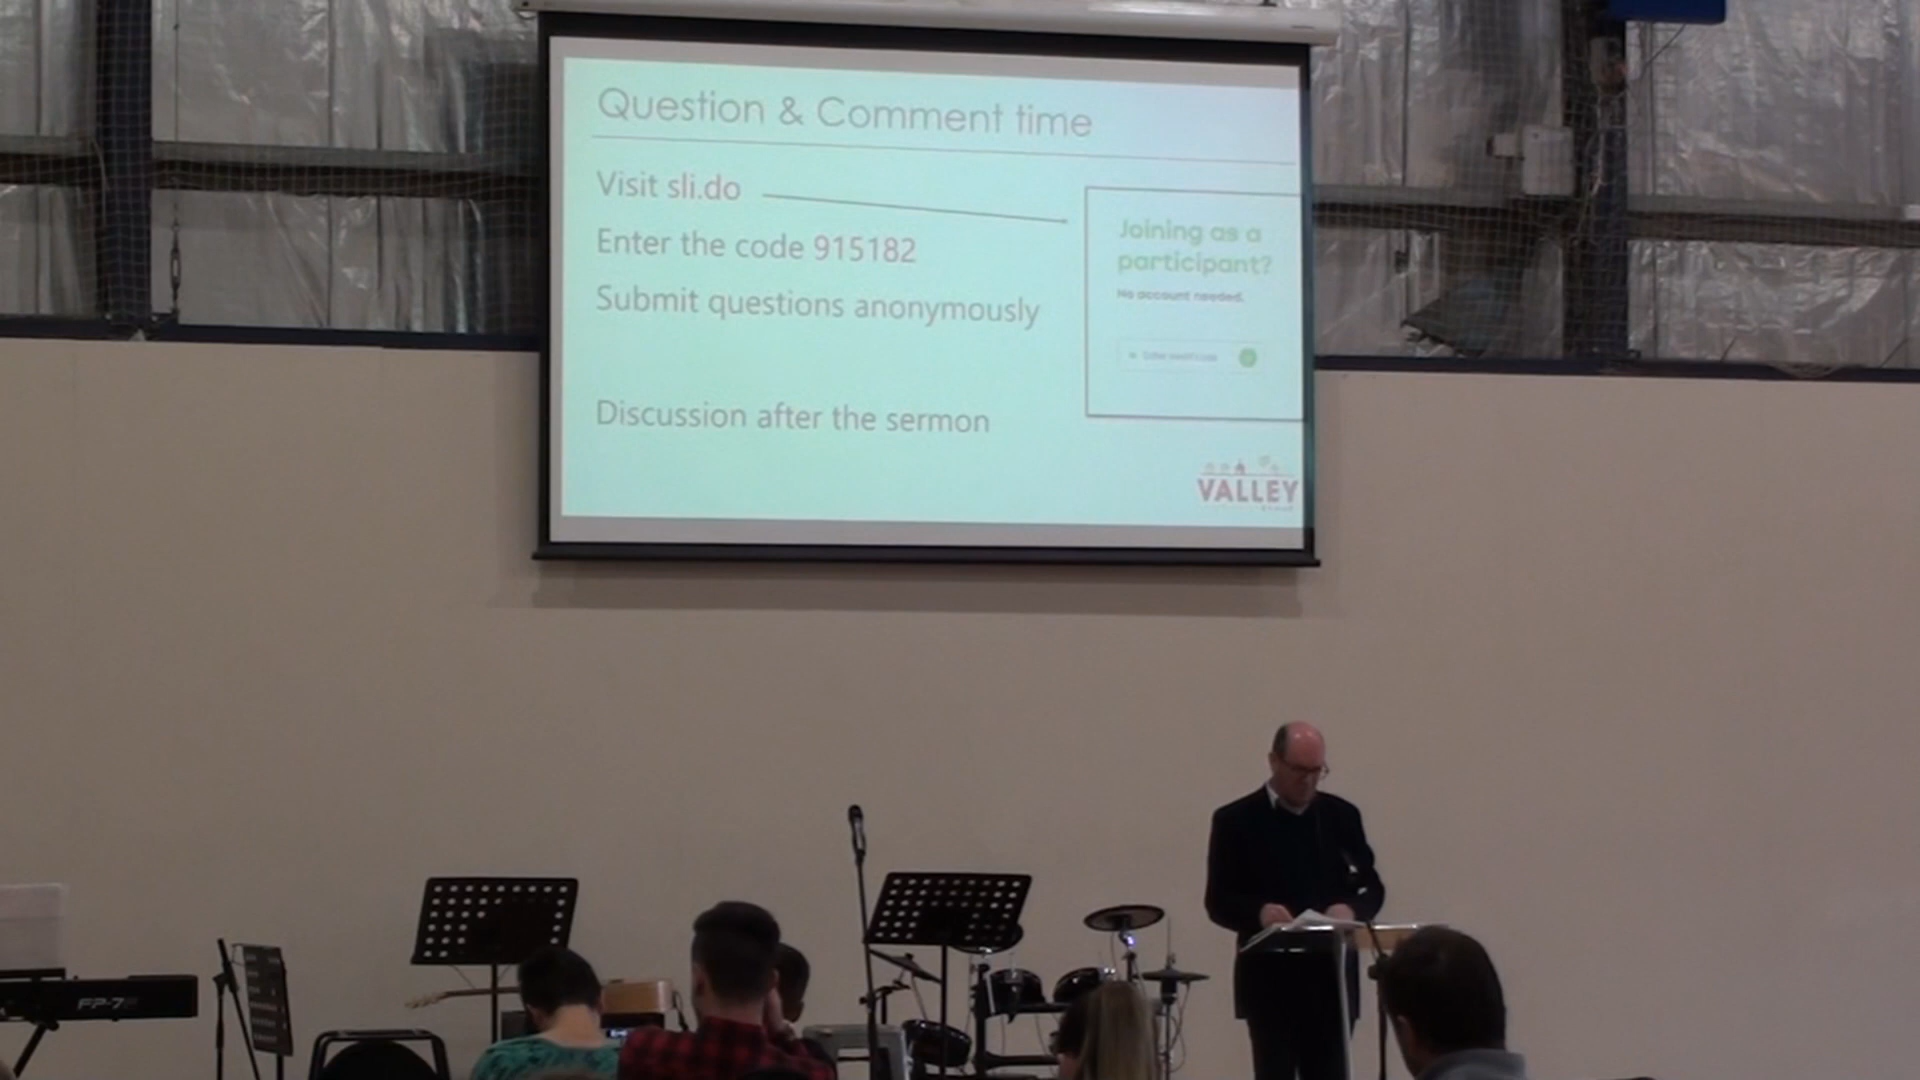 Question & Comment time
Visit sli.do
Enter the code 915182
Submit questions anonymously
Discussion after the sermon
Joining as a
participant?
No account needed.
VALLEY
FP-7